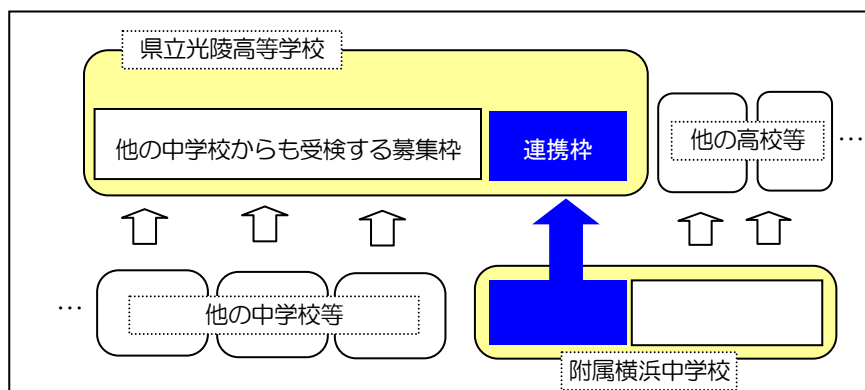 県立光陵高等学校
他の中学校からも受検する募集枠
連携枠
他の高校等
…
…
他の中学校等
附属横浜中学校